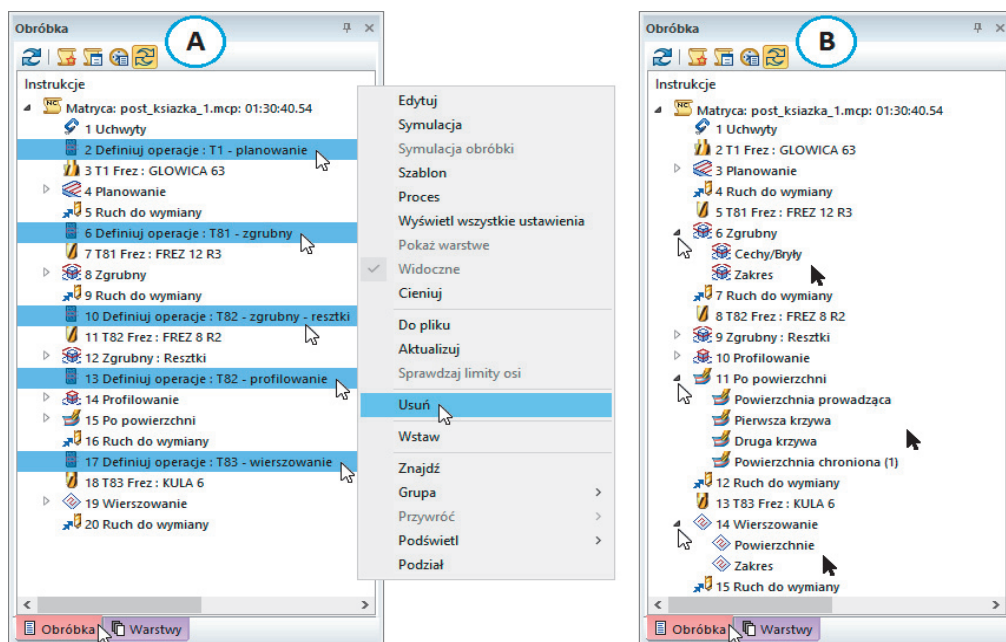 Obróbka
A
Instrukcje
Matryca: post_ksiazka_1.mcp: 01:30:40.54
1 Uchwyty
2 Definiuj operacje : T1 - planowanie
3 T1 Frez : GLOWICA 63
4 Planowanie
5 Ruch do wymiany
6 Definiuj operacje : T81 - zgrubny
7 T81 Frez : FREZ 12 R3
8 Zgrubny
9 Ruch do wymiany
10 Definiuj operacje : T82 - zgrubny - resztki
11 T82 Frez : FREZ 8 R2
12 Zgrubny : Resztki
13 Definiuj operacje : T82 - profilowanie
14 Profilowanie
15 Po powierzchni
16 Ruch do wymiany
17 Definiuj operacje : T83 - wierszowanie
18 T83 Frez : KULA 6
19 Wierszowanie
20 Ruch do wymiany
Obróbka
Warstwy
Edytuj
Symulacja
Symulacja obróbki
Szablon
Proces
Wyświetl wszystkie ustawienia
Pokaż warstwe
Widoczne
Cieniuj
Do pliku
Aktualizuj
Sprawdzaj limity osi
Usuń
Wstaw
Znajdź
Grupa
Przywróć
Podświetl
Podział
Obróbka
B
Instrukcje
Matryca: post_ksiazka_1.mcp: 01:30:40.54
1 Uchwyty
2 T1 Frez : GLOWICA 63
3 Planowanie
4 Ruch do wymiany
5 T81 Frez : FREZ 12 R3
6 Zgrubny
Cechy/Bryły
Zakres
7 Ruch do wymiany
8 T82 Frez : FREZ 8 R2
9 Zgrubny : Resztki
10 Profilowanie
11 Po powierzchni
Powierzchnia prowadząca
Pierwsza krzywa
Druga krzywa
Powierzchnia chroniona (1)
12 Ruch do wymiany
13 T83 Frez : KULA 6
14 Wierszowanie
Powierzchnie
Zakres
15 Ruch do wymiany
Obróbka
Warstwy